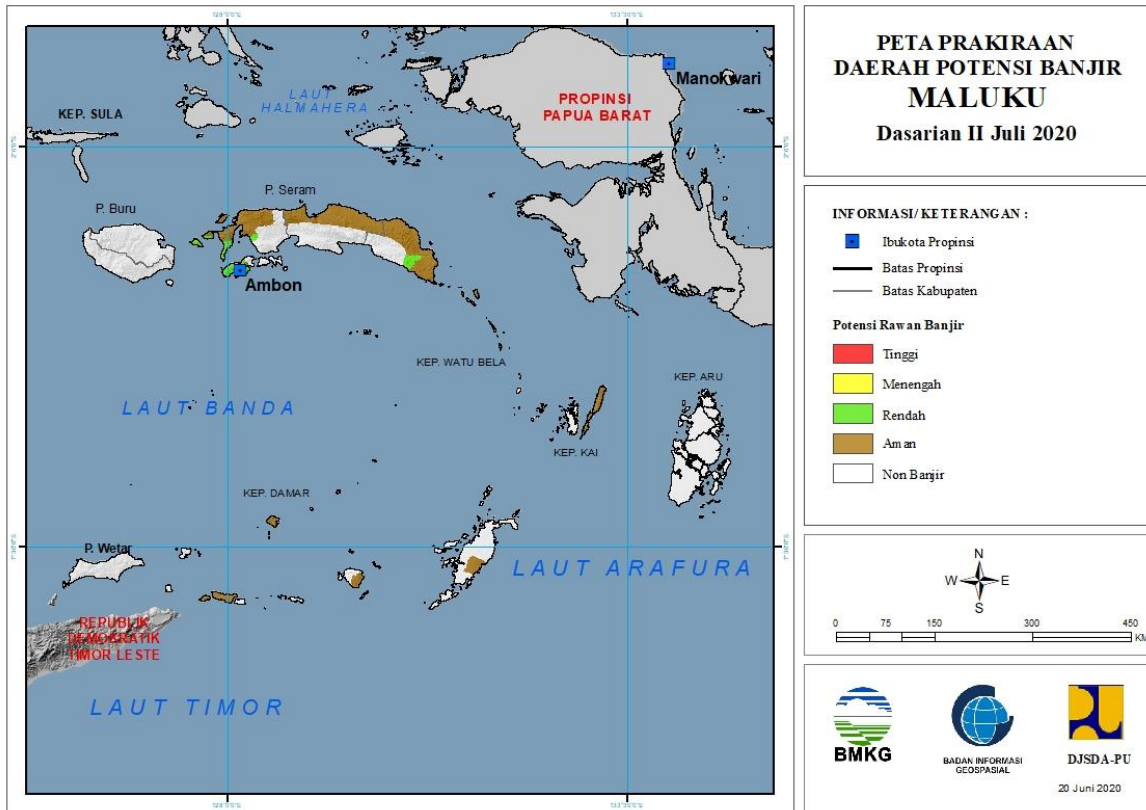 PETA PRAKIRAAN
DAERAH POTENSI BANJIR
MALUKU
Dasarian II Juli 2020
INFORMASI/ KETERANGAN :
Ibukota Propinsi
Batas Propinsi
Batas Kabupaten
Potensi Rawan Banjir
Tinggi
Menengah
Rendah
Aman
Non Banjir
N
W E
S
0 75 150 300 450
KM
BMKG
BADAN INFORMASI
GEOSPASIAL
DJSDA-PU
20 Juni 2020
Manokwari
LAUT
HALMAHERA
PROPINSI
PAPUA BARAT
KEP. SULA
P. Seram
P. Buru
Ambon
KEP. WATU BELA
KEP. ARU
LAUT BANDA
KEP. KAI
KEP. DAMAR
P. Wetar
LAUT ARAFURA
REPUBLIK
DEMOKRATIK
TIMOR LESTE
LAUT TIMOR